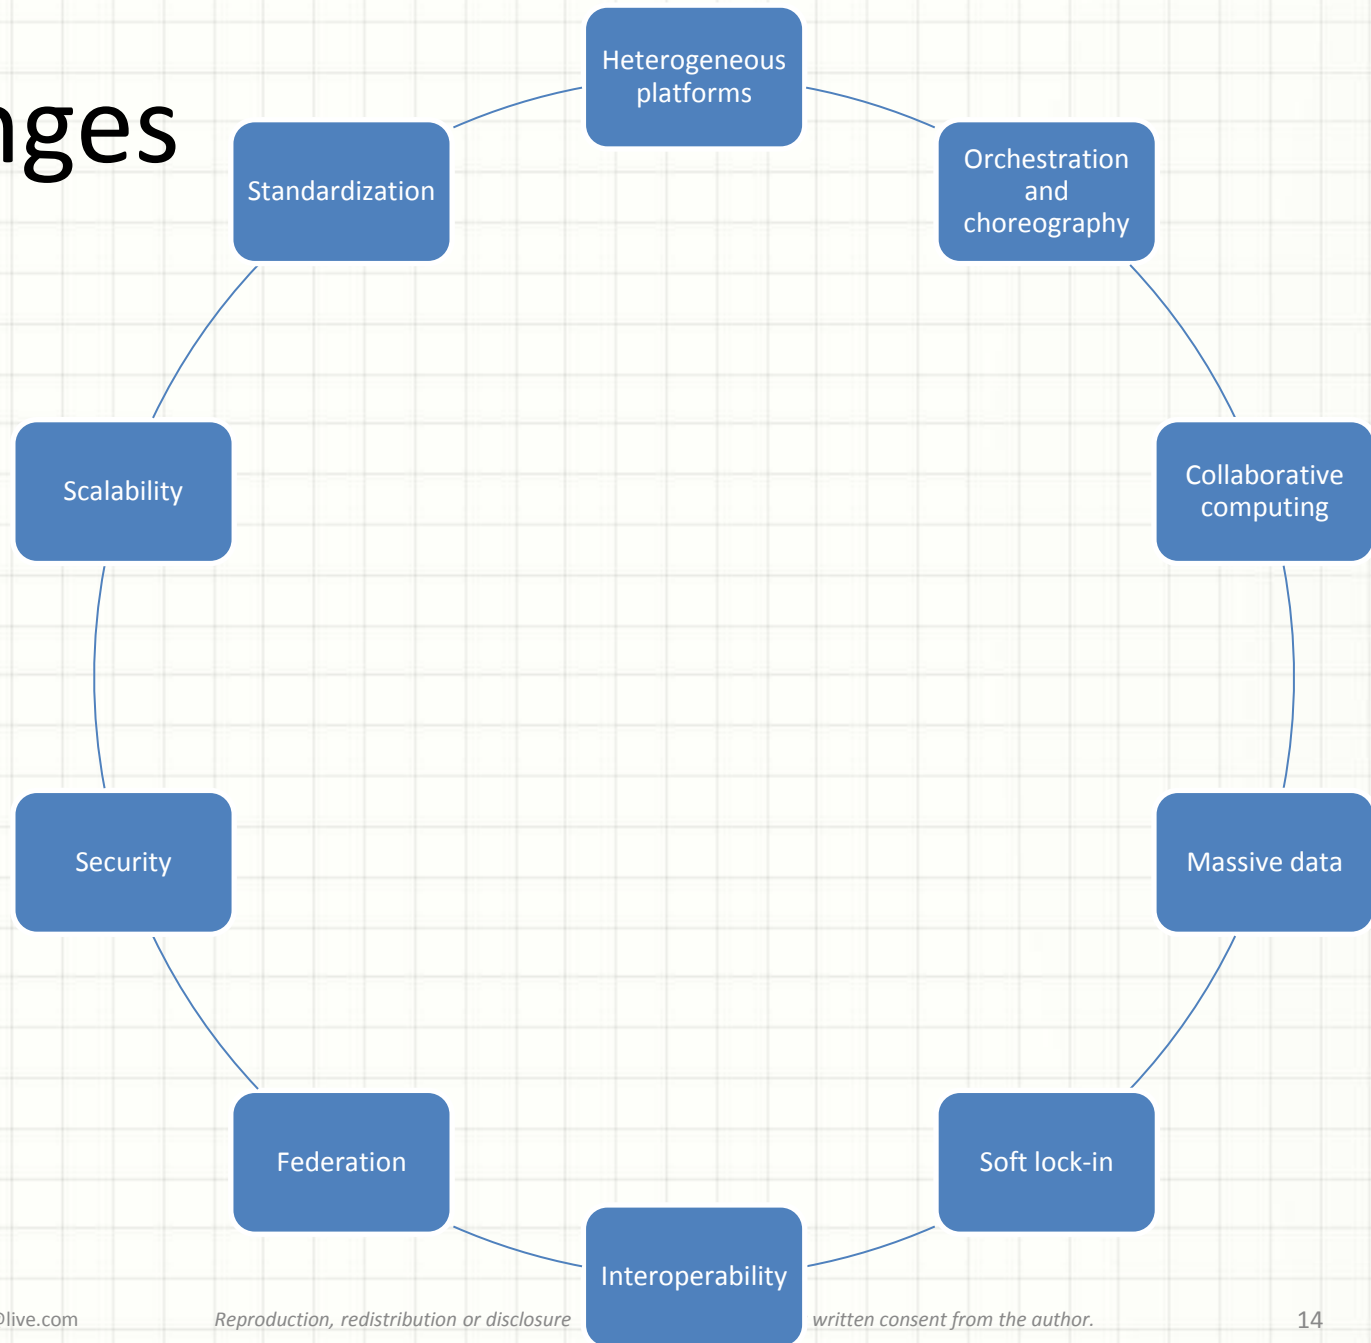 nges
Heterogeneous
platforms
Orchestration
and
choreography
Collaborative
computing
Massive data
Soft lock-in
Interoperability
Federation
Security
Scalability
Standardization
@live.com
Reproduction, redistribution or disclosure
written consent from the author.
14